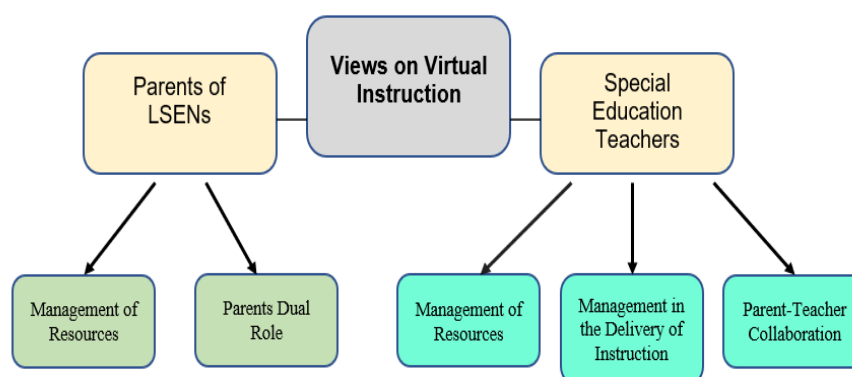 Views on Virtual
Instruction
Parents of
LSENs
Special
Education
Teachers
Management of
Resources
Parents Dual
Role
Management of
Resources
Management in
the Delivery of
Instruction
Parent-Teacher
Collaboration